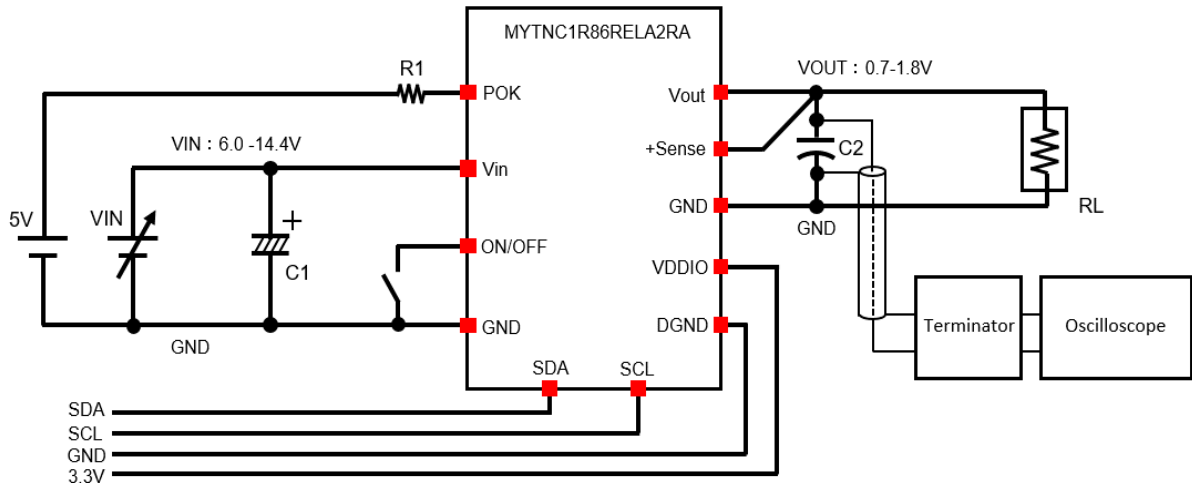 MYTNC1R86RELA2RA
R1
POK
Vout
VOUT：0.7-1.8V
VIN：6.0 -14.4V
+Sense
C2
Vin
5V
VIN
GND
GND
RL
ON/OFF
C1
VDDIO
GND
GND
DGND
Terminator
Oscilloscope
SDA
SCL
SDA
SCL
GND
3.3V